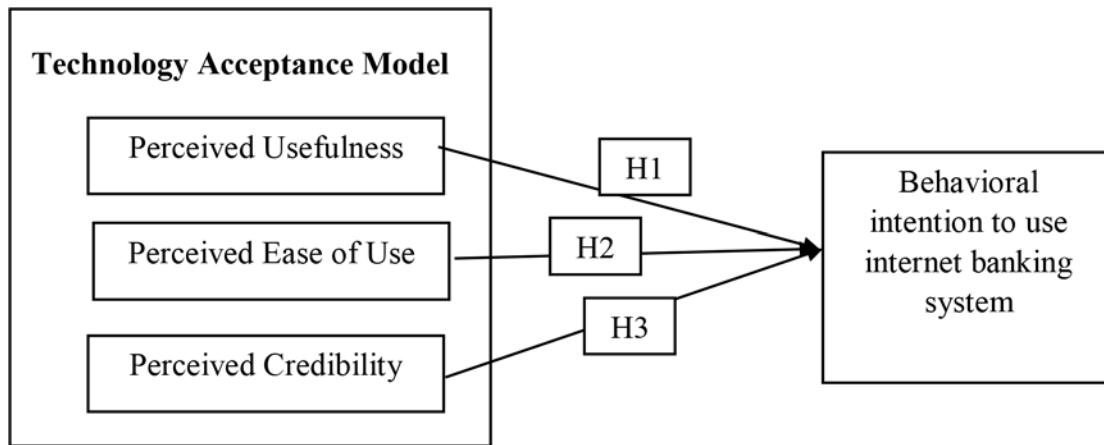 Technology Acceptance Model
Perceived Usefulness
H1
Perceived Ease of Use
H2
Perceived Credibility
H3
Behavioral
intention to use
internet banking
system